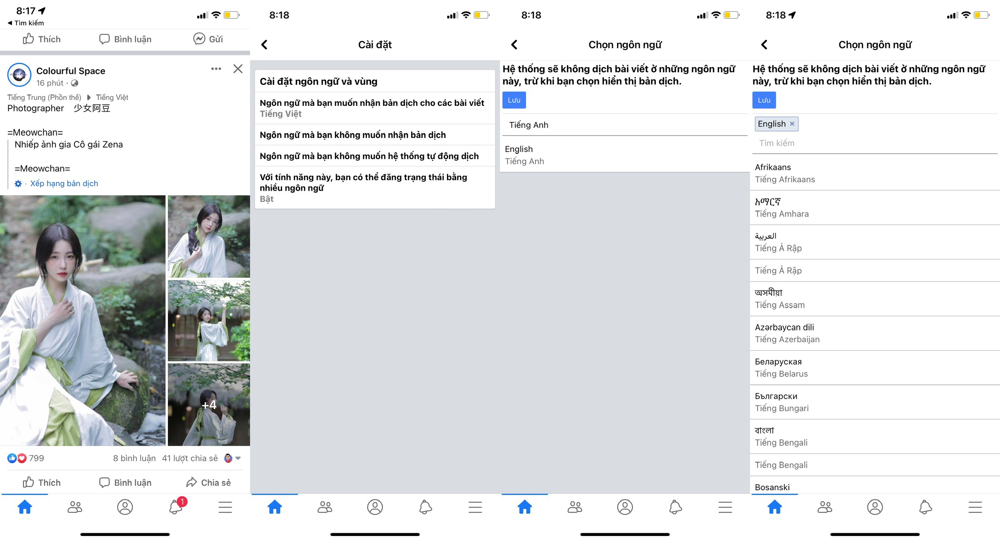 8:17
Tìm kiếm
Thích
Bình luận
Gửi
Colourful Space
16 phút ·
Tiếng Trung (Phồn thể) Tiếng Việt
Photographer 少女阿豆
=Meowchan=
Nhiếp ảnh gia Cô gái Zena
=Meowchan=
· Xếp hạng bản dịch
+4
799
8 bình luận 41 lượt chia sẻ
Thích
Bình luận
Chia sẻ
1
8:18
Cài đặt
Cài đặt ngôn ngữ và vùng
Ngôn ngữ mà bạn muốn nhận bản dịch cho các bài viết
Tiếng Việt
Ngôn ngữ mà bạn không muốn nhận bản dịch
Ngôn ngữ mà bạn không muốn hệ thống tự động dịch
Với tính năng này, bạn có thể đăng trạng thái bằng
nhiều ngôn ngữ
Bật
8:18
Chọn ngôn ngữ
Hệ thống sẽ không dịch bài viết ở những ngôn ngữ
này, trừ khi bạn chọn hiển thị bản dịch.
Lưu
Tiếng Anh
English
Tiếng Anh
8:18
Chọn ngôn ngữ
Hệ thống sẽ không dịch bài viết ở những ngôn ngữ
này, trừ khi bạn chọn hiển thị bản dịch.
Lưu
English
Tìm kiếm
Afrikaans
Tiếng Afrikaans
አማርኛ
Tiếng Amhara
العربية
Tiếng Ả Rập
Tiếng Ả Rập
অসমীয়া
Tiếng Assam
Azərbaycan dili
Tiếng Azerbaijan
Беларуская
Tiếng Belarus
Български
Tiếng Bungari
বাংলা
Tiếng Bengali
Tiếng Bengali
Bosanski